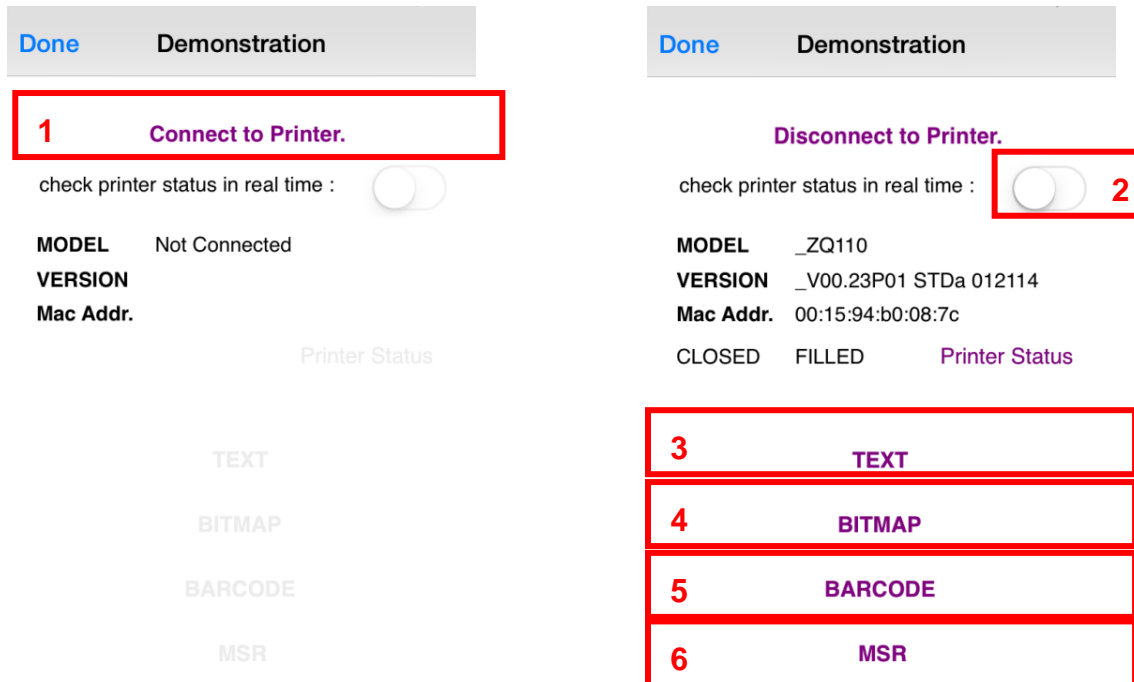 Done Demonstration
1 Connect to Printer.
check printer status in real time :
MODEL Not Connected
VERSION
Mac Addr.
Printer Status
TEXT
BITMAP
BARCODE
MSR
Done Demonstration
Disconnect to Printer.
check printer status in real time : 2
MODEL _ZQ110
VERSION _V00.23P01 STDa 012114
Mac Addr. 00:15:94:b0:08:7c
CLOSED FILLED Printer Status
3 TEXT
4 BITMAP
5 BARCODE
6 MSR